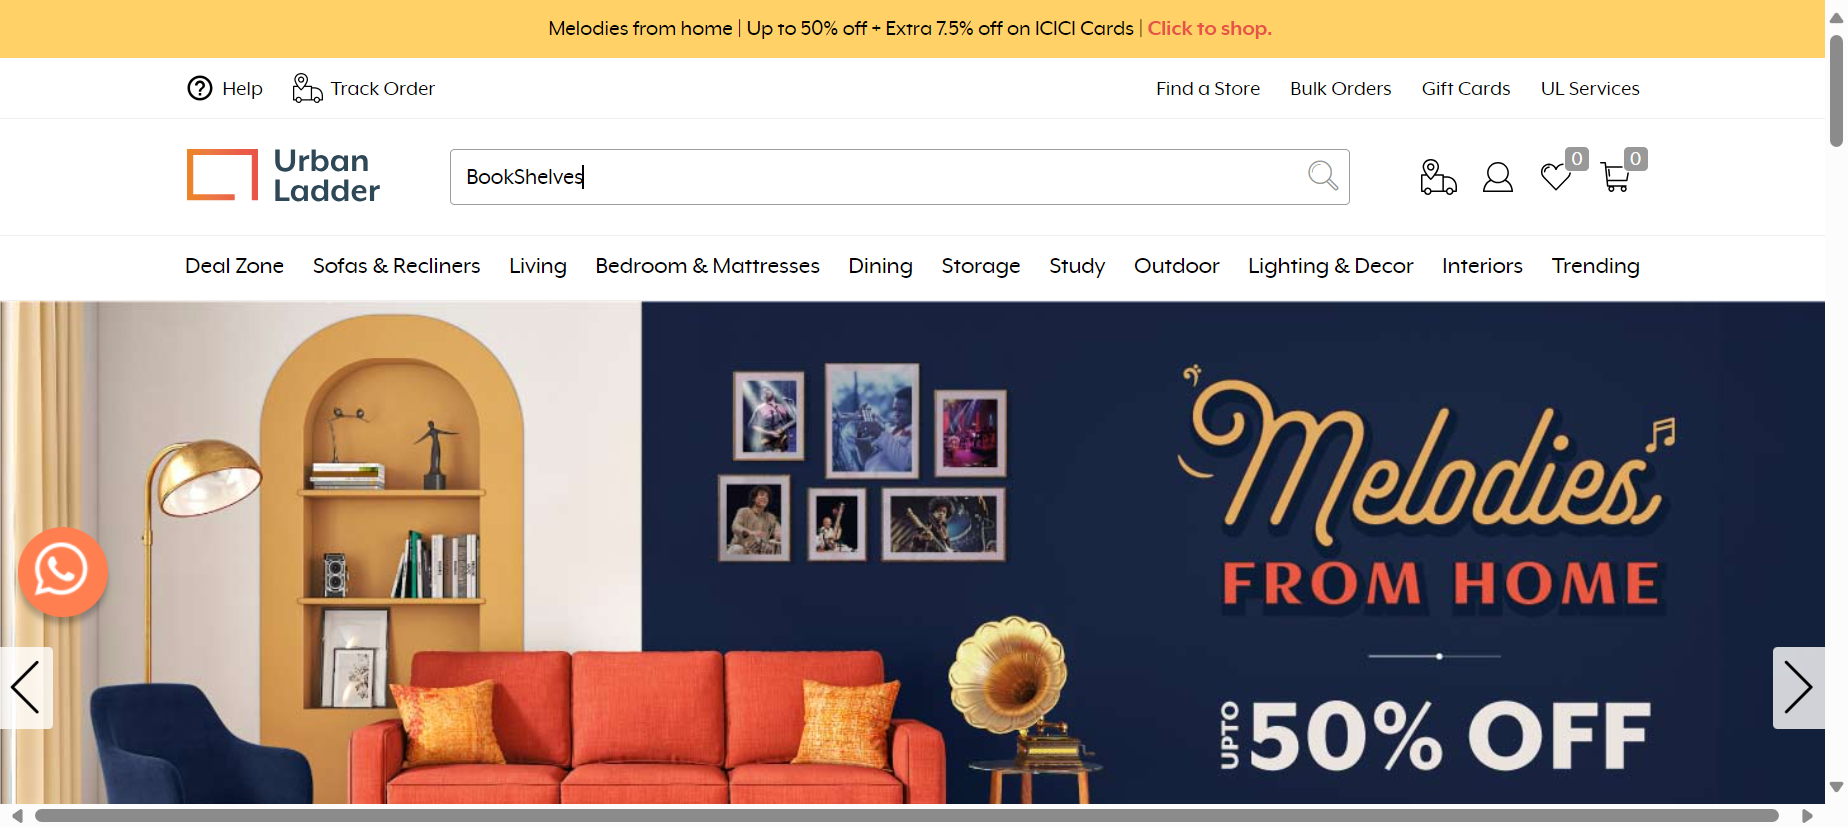 Melodies from home | Up to 50% off + Extra 7.5% off on ICICI Cards | Click to shop.
Help
Track Order
Find a Store
Bulk Orders
Gift Cards
UL Services
Urban
Ladder
BookShelves
0
0
Deal Zone
Sofas & Recliners
Living
Bedroom & Mattresses
Dining
Storage
Study
Outdoor
Lighting & Decor
Interiors
Trending
Melodies
FROM HOME
UPTO
50% OFF